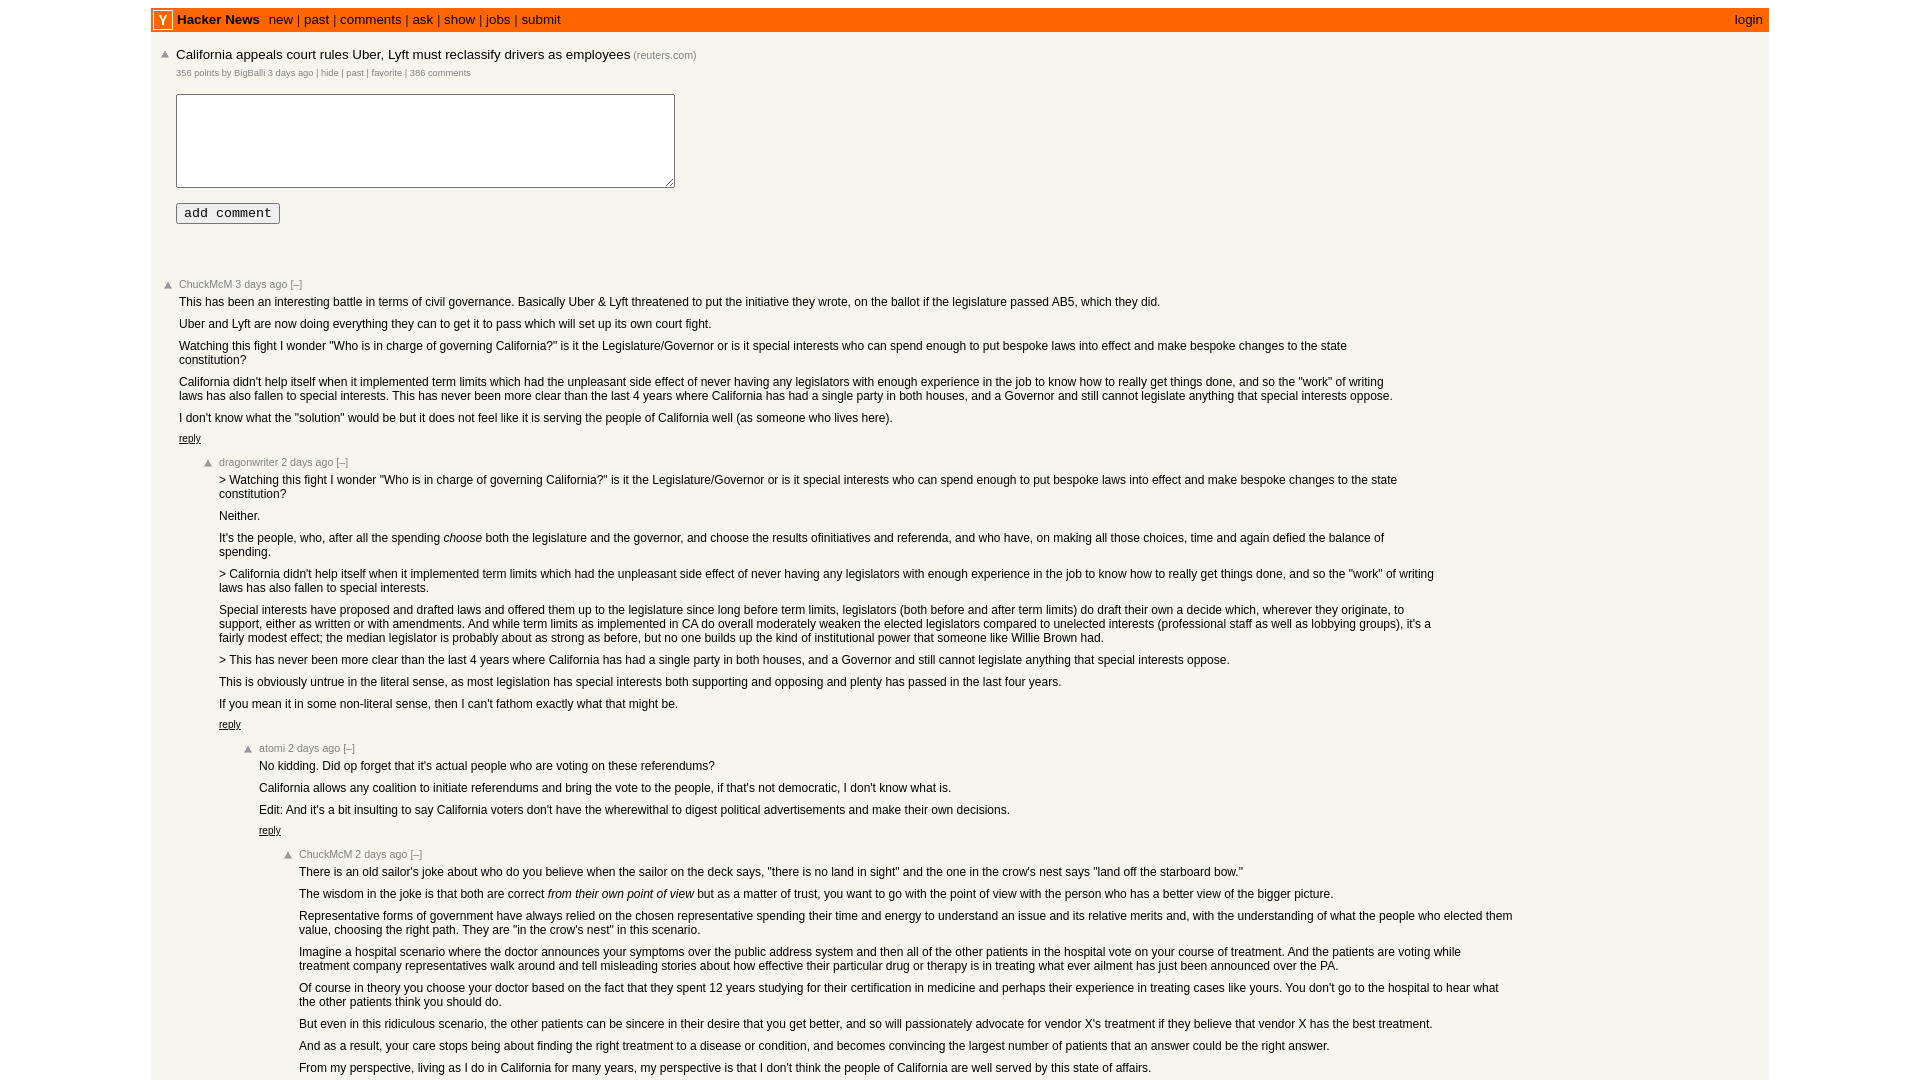 Y Hacker News new | past | comments | ask | show | jobs | submit login
California appeals court rules Uber, Lyft must reclassify drivers as employees (reuters.com)
356 points by BigBalli 3 days ago | hide | past | favorite | 386 comments
add comment
ChuckMcM 3 days ago [–]
This has been an interesting battle in terms of civil governance. Basically Uber & Lyft threatened to put the initiative they wrote, on the ballot if the legislature passed AB5, which they did.
Uber and Lyft are now doing everything they can to get it to pass which will set up its own court fight.
Watching this fight I wonder "Who is in charge of governing California?" is it the Legislature/Governor or is it special interests who can spend enough to put bespoke laws into effect and make bespoke changes to the state
constitution?
California didn't help itself when it implemented term limits which had the unpleasant side effect of never having any legislators with enough experience in the job to know how to really get things done, and so the "work" of writing
laws has also fallen to special interests. This has never been more clear than the last 4 years where California has had a single party in both houses, and a Governor and still cannot legislate anything that special interests oppose.
I don't know what the "solution" would be but it does not feel like it is serving the people of California well (as someone who lives here).
reply
dragonwriter 2 days ago [–]
> Watching this fight I wonder "Who is in charge of governing California?" is it the Legislature/Governor or is it special interests who can spend enough to put bespoke laws into effect and make bespoke changes to the state
constitution?
Neither.
It's the people, who, after all the spending choose both the legislature and the governor, and choose the results ofinitiatives and referenda, and who have, on making all those choices, time and again defied the balance of
spending.
> California didn't help itself when it implemented term limits which had the unpleasant side effect of never having any legislators with enough experience in the job to know how to really get things done, and so the "work" of writing
laws has also fallen to special interests.
Special interests have proposed and drafted laws and offered them up to the legislature since long before term limits, legislators (both before and after term limits) do draft their own a decide which, wherever they originate, to
support, either as written or with amendments. And while term limits as implemented in CA do overall moderately weaken the elected legislators compared to unelected interests (professional staff as well as lobbying groups), it's a
fairly modest effect; the median legislator is probably about as strong as before, but no one builds up the kind of institutional power that someone like Willie Brown had.
> This has never been more clear than the last 4 years where California has had a single party in both houses, and a Governor and still cannot legislate anything that special interests oppose.
This is obviously untrue in the literal sense, as most legislation has special interests both supporting and opposing and plenty has passed in the last four years.
If you mean it in some non-literal sense, then I can't fathom exactly what that might be.
reply
atomi 2 days ago [–]
No kidding. Did op forget that it's actual people who are voting on these referendums?
California allows any coalition to initiate referendums and bring the vote to the people, if that's not democratic, I don't know what is.
Edit: And it's a bit insulting to say California voters don't have the wherewithal to digest political advertisements and make their own decisions.
reply
ChuckMcM 2 days ago [–]
There is an old sailor's joke about who do you believe when the sailor on the deck says, "there is no land in sight" and the one in the crow's nest says "land off the starboard bow."
The wisdom in the joke is that both are correct from their own point of view but as a matter of trust, you want to go with the point of view with the person who has a better view of the bigger picture.
Representative forms of government have always relied on the chosen representative spending their time and energy to understand an issue and its relative merits and, with the understanding of what the people who elected them
value, choosing the right path. They are "in the crow's nest" in this scenario.
Imagine a hospital scenario where the doctor announces your symptoms over the public address system and then all of the other patients in the hospital vote on your course of treatment. And the patients are voting while
treatment company representatives walk around and tell misleading stories about how effective their particular drug or therapy is in treating what ever ailment has just been announced over the PA.
Of course in theory you choose your doctor based on the fact that they spent 12 years studying for their certification in medicine and perhaps their experience in treating cases like yours. You don't go to the hospital to hear what
the other patients think you should do.
But even in this ridiculous scenario, the other patients can be sincere in their desire that you get better, and so will passionately advocate for vendor X's treatment if they believe that vendor X has the best treatment.
And as a result, your care stops being about finding the right treatment to a disease or condition, and becomes convincing the largest number of patients that an answer could be the right answer.
From my perspective, living as I do in California for many years, my perspective is that I don't think the people of California are well served by this state of affairs.